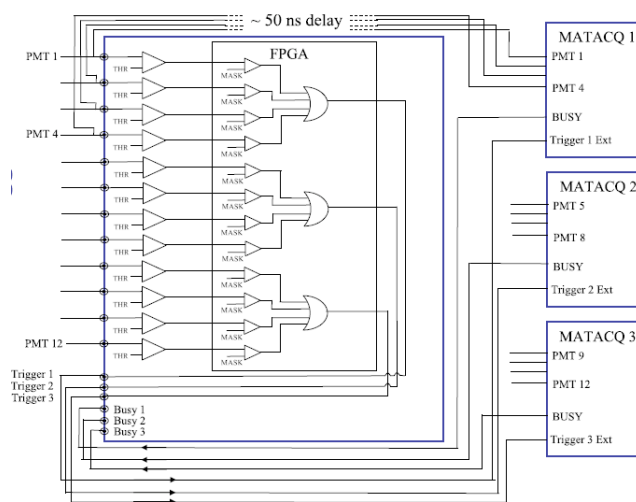 ~ 50 ns delay
FPGA
PMT 1
THR
MASK
THR
MASK
THR
MASK
PMT 4
THR
MASK
THR
MASK
THR
MASK
THR
MASK
THR
MASK
THR
MASK
THR
MASK
THR
MASK
PMT 12
THR
MASK
Trigger 1
Trigger 2
Trigger 3
Busy 1
Busy 2
Busy 3
MATACQ 1
PMT 1
PMT 4
BUSY
Trigger 1 Ext
MATACQ 2
PMT 5
PMT 8
BUSY
Trigger 2 Ext
MATACQ 3
PMT 9
PMT 12
BUSY
Trigger 3 Ext